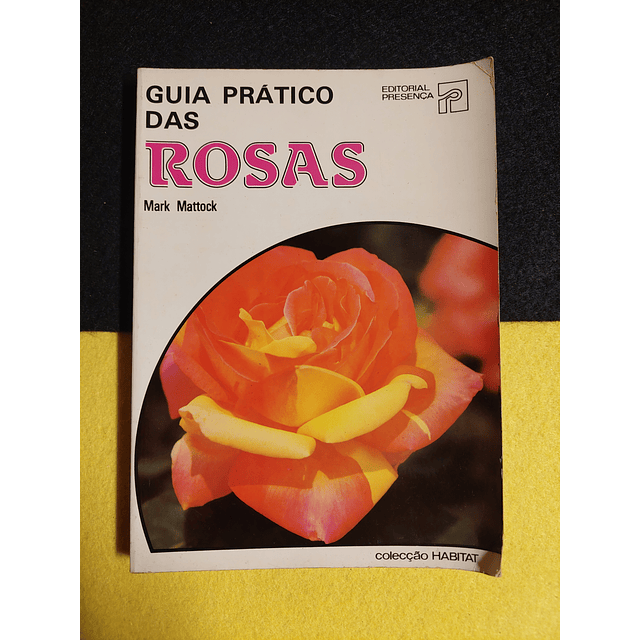 GUIA PRÁTICO
DAS
ROSAS
Mark Mattock
EDITORIAL
PRESENÇA
colecção HABITAT